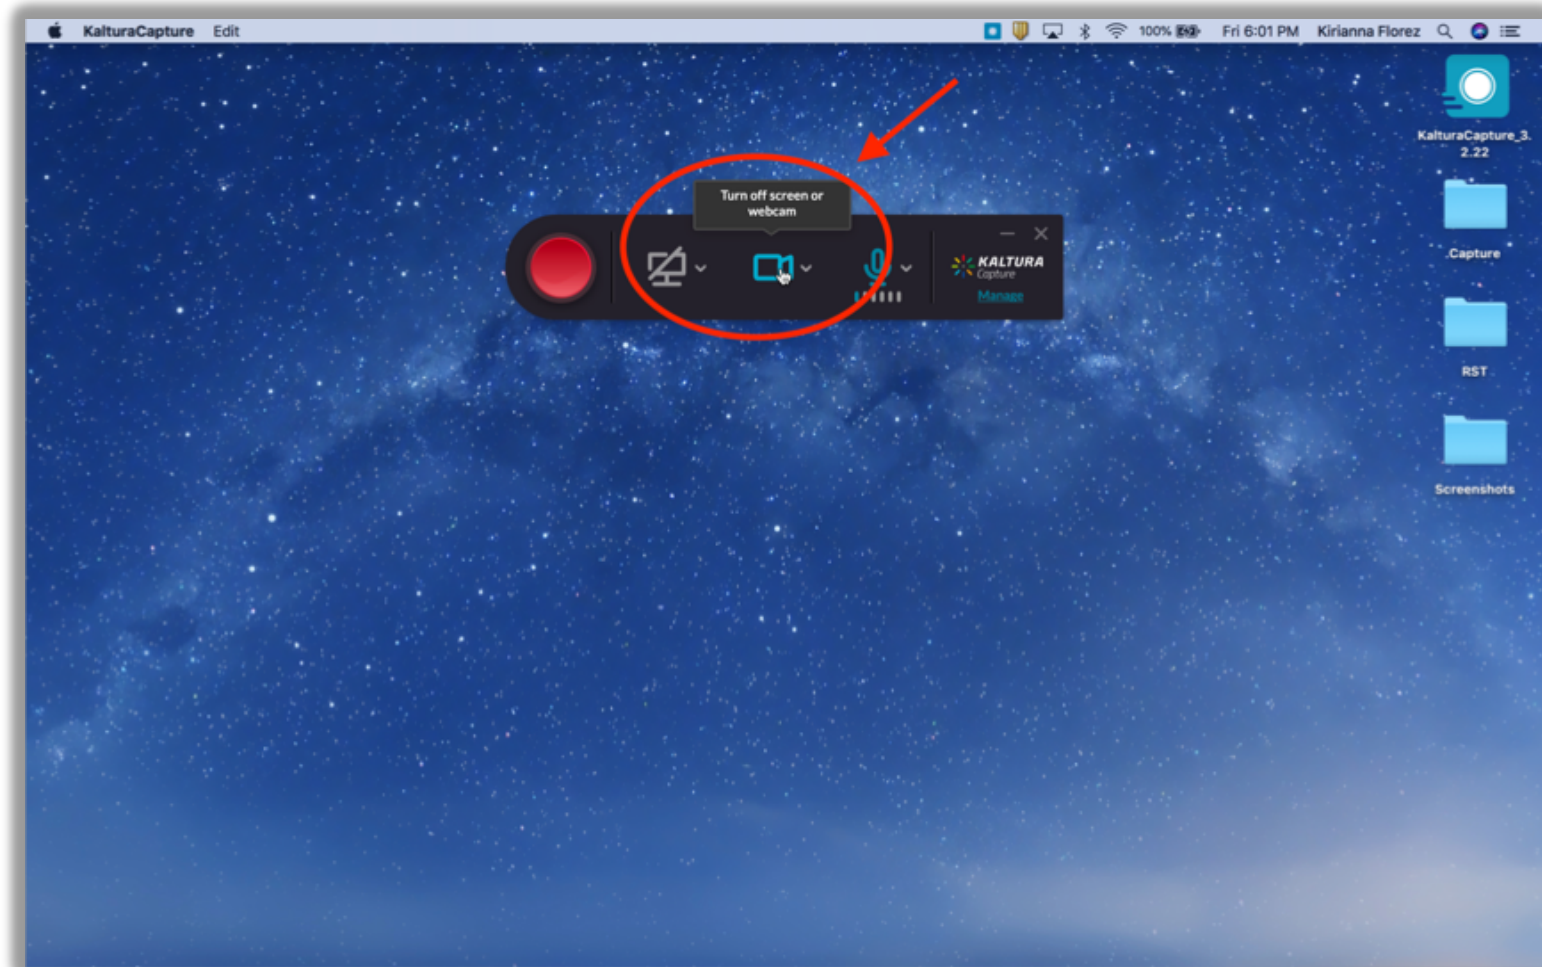 KalturaCapture Edit 100% Fri 6:01 PM Kirianna Florez
KalturaCapture_3.
2.22
Turn off screen or
webcam
KALTURA
Capture
Manage
.Capture
RST
Screenshots